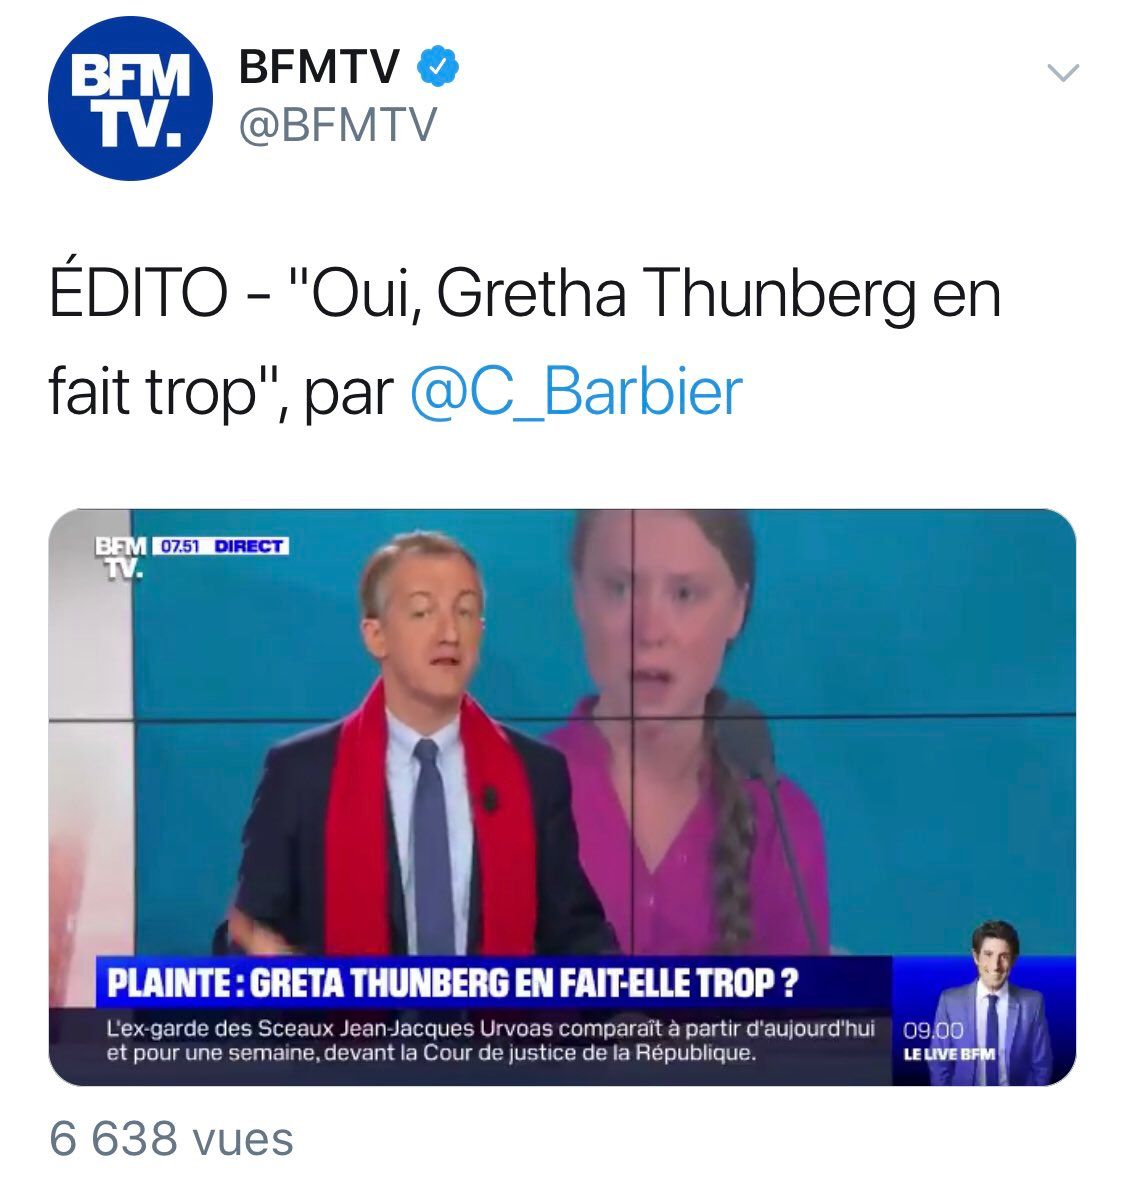 BFM
TV.
BFMTV
@BFMTV
ÉDITO - "Oui, Gretha Thunberg en
fait trop", par @C_Barbier
BFM 07.51 DIRECT
TV.
PLAINTE : GRETA THUNBERG EN FAIT-ELLE TROP ?
L'ex-garde des Sceaux Jean-Jacques Urvoas comparaît à partir d'aujourd'hui
et pour une semaine, devant la Cour de justice de la République.
09.00
LE LIVE BFM
6 638 vues